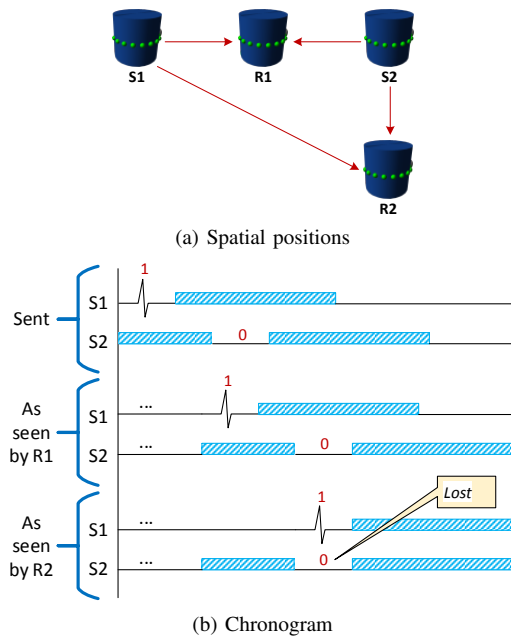 S1
R1
S2
R2
(a) Spatial positions
Sent
S1
1
S2
0
As
seen
by R1
...
S1
1
...
S2
0
As
seen
by R2
...
S1
1
Lost
...
S2
0
(b) Chronogram